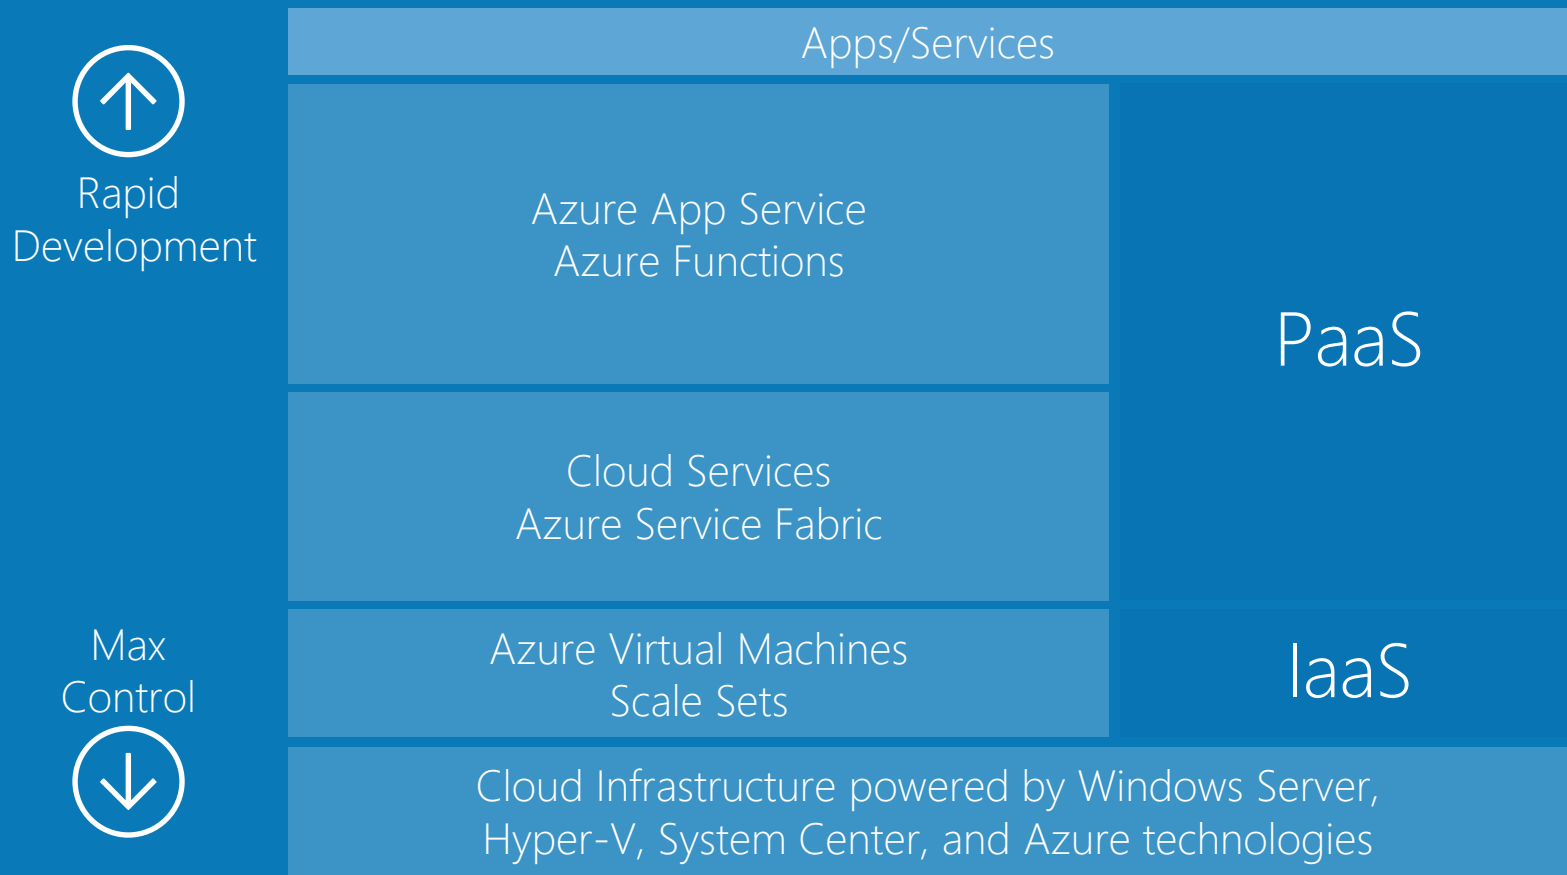 Apps/Services
Rapid
Development
Azure App Service
Azure Functions
PaaS
Cloud Services
Azure Service Fabric
Max
Control
Azure Virtual Machines
Scale Sets
IaaS
Cloud Infrastructure powered by Windows Server,
Hyper-V, System Center, and Azure technologies